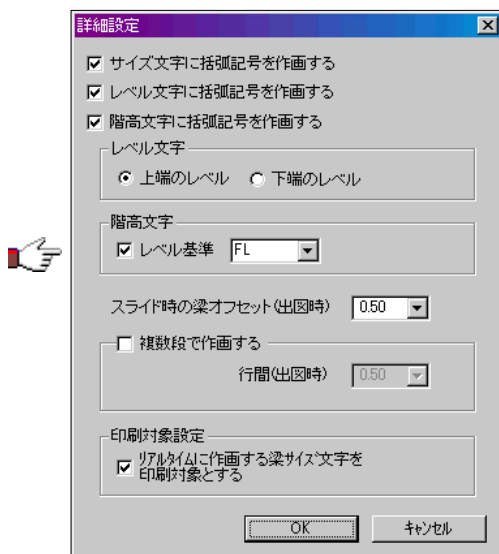 詳細設定
サイズ文字に括弧記号を作画する
レベル文字に括弧記号を作画する
階高文字に括弧記号を作画する
レベル文字
上端のレベル 下端のレベル
階高文字
レベル基準 FL
スライド時の梁オフセット(出図時) 0.50
複数段で作画する
行間(出図時) 0.50
印刷対象設定
リアルタイムに作画する梁サイズ文字を
印刷対象とする
OK キャンセル